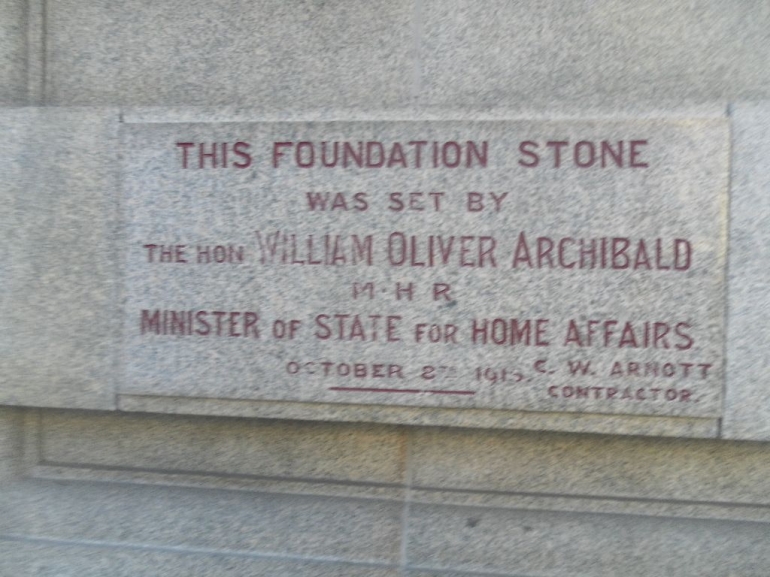 THIS FOUNDATION STONE
WAS SET BY
THE HON WILLIAM OLIVER ARCHIBALD
M·H·R
MINISTER OF STATE FOR HOME AFFAIRS
OCTOBER 8TH 1915.
C. W. ARNOTT
CONTRACTOR.